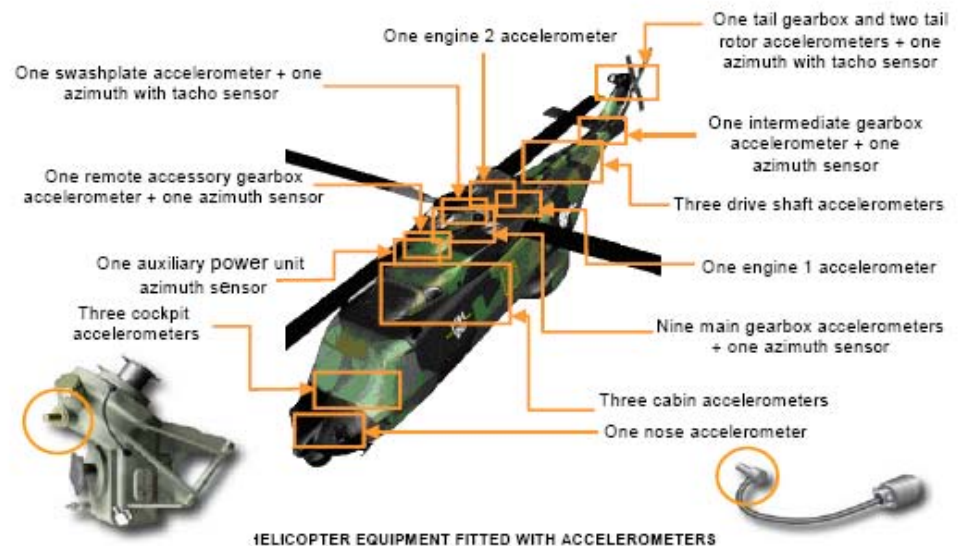 One engine 2 accelerometer
One tail gearbox and two tail
rotor accelerometers + one
azimuth with tacho sensor
One swashplate accelerometer + one
azimuth with tacho sensor
One intermediate gearbox
accelerometer + one
azimuth sensor
One remote accessory gearbox
accelerometer + one azimuth sensor
Three drive shaft accelerometers
One auxiliary power unit
azimuth sensor
One engine 1 accelerometer
Three cockpit
accelerometers
Nine main gearbox accelerometers
+ one azimuth sensor
Three cabin accelerometers
One nose accelerometer
HELICOPTER EQUIPMENT FITTED WITH ACCELEROMETERS